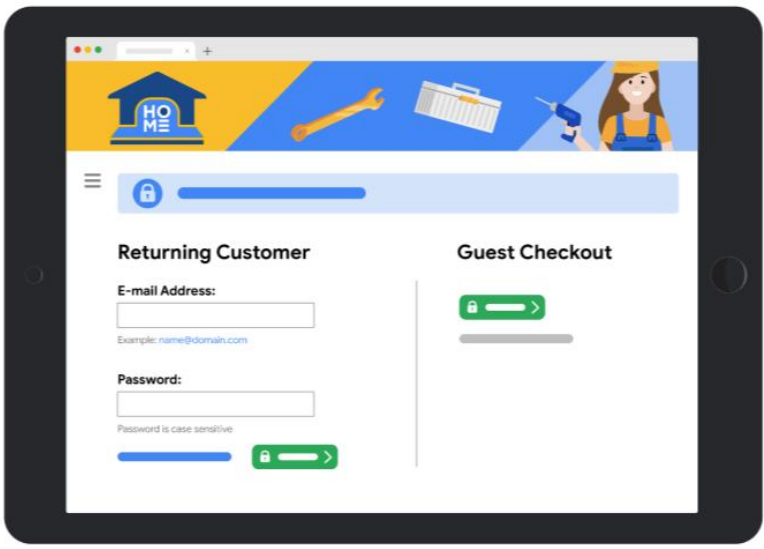 HO
ME
Returning Customer
Guest Checkout
E-mail Address:
Example: name@domain.com
Password:
Password is case sensitive